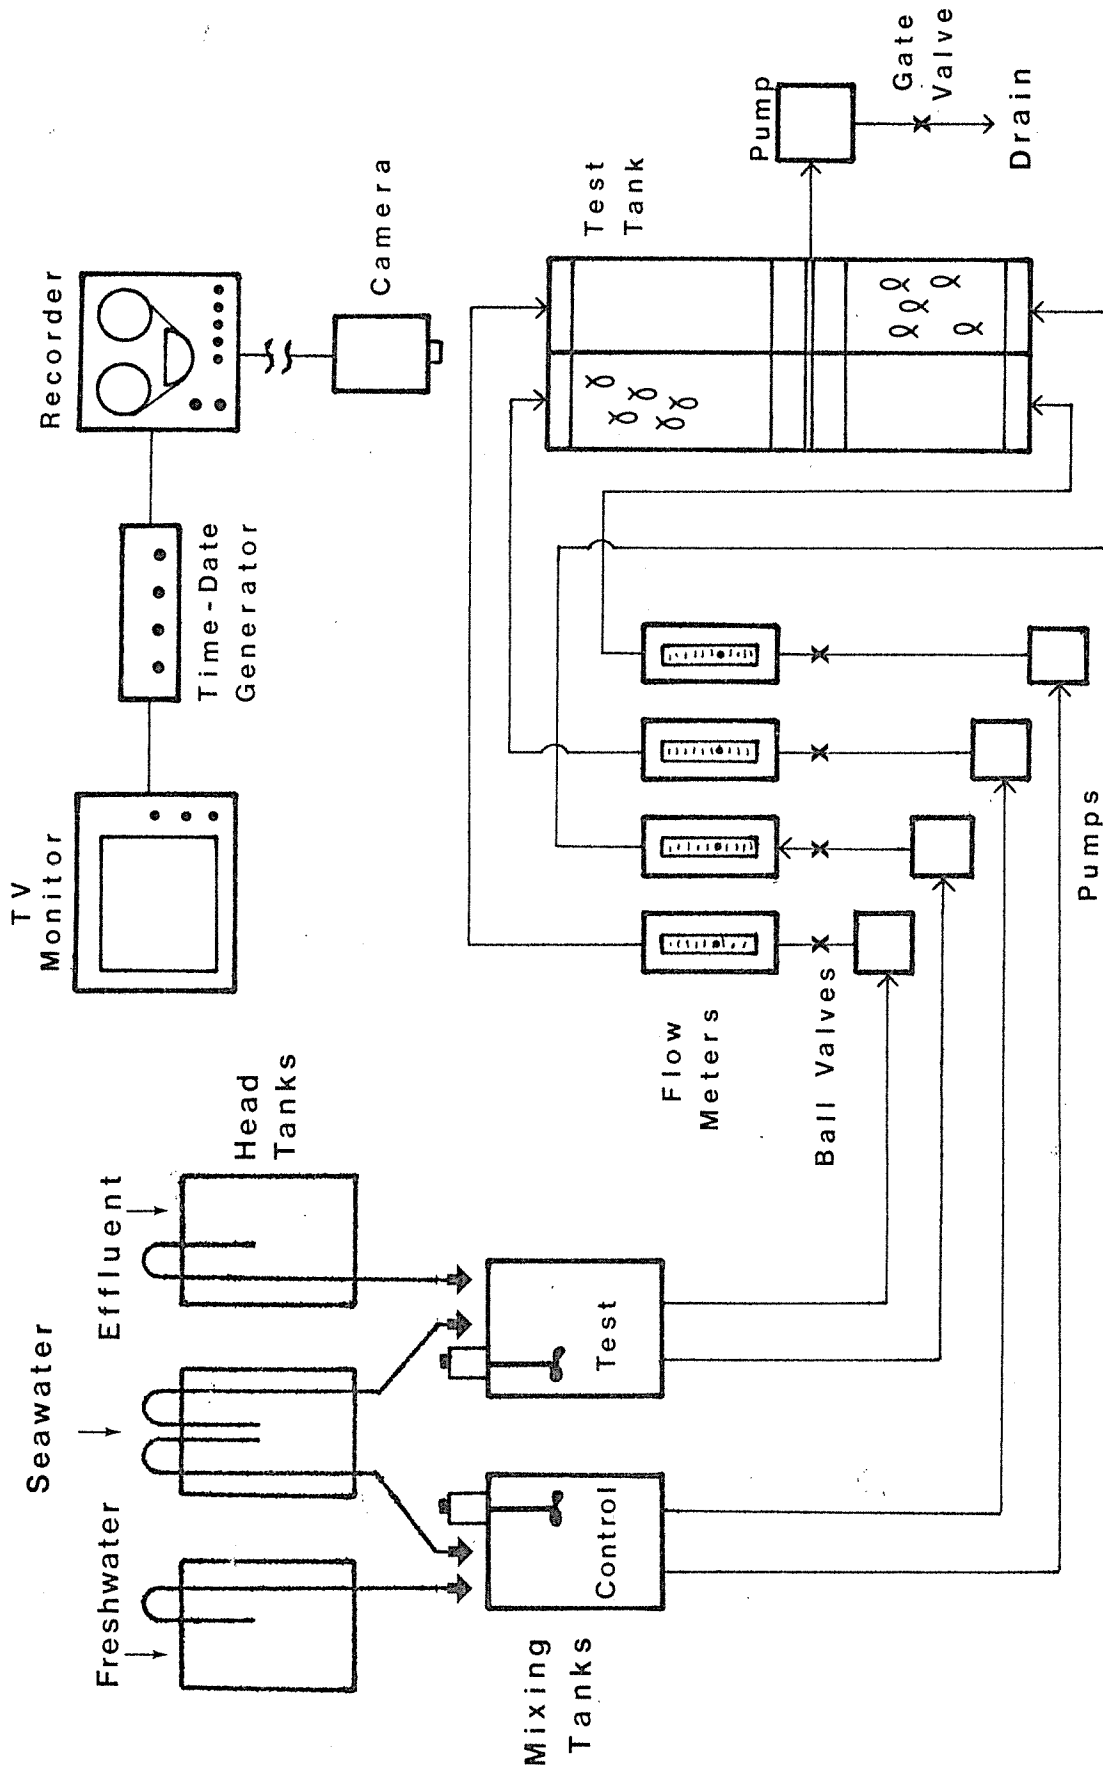 Seawater
Freshwater
Effluent
Head
Tanks
Mixing
Tanks
Control
Test
TV
Monitor
Time-Date
Generator
Recorder
Camera
Flow
Meters
Ball Valves
Pumps
Test
Tank
Pump
Gate
Valve
Drain